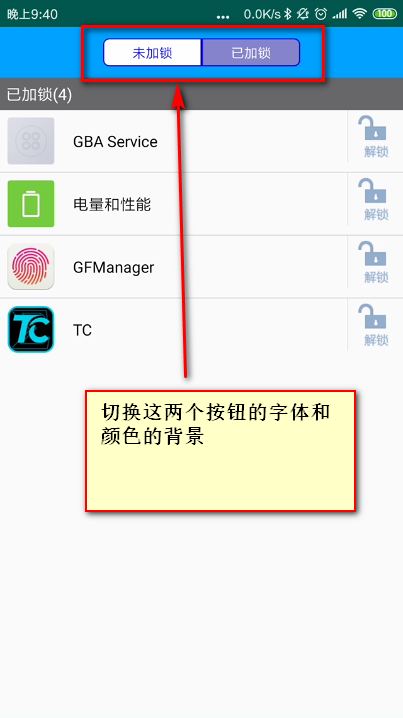 晚上9:40
... 0.0K/s 100
未加锁 已加锁
已加锁(4)
GBA Service
解锁
电量和性能
解锁
GFManager
解锁
TC TC
解锁
切换这两个按钮的字体和
颜色的背景